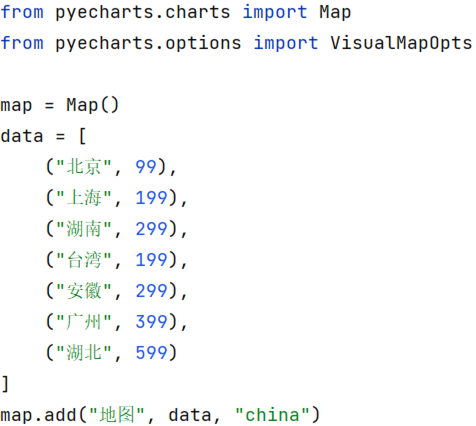 from pyecharts.charts import Map
from pyecharts.options import VisualMapOpts
map = Map()
data = [
    ("北京", 99),
    ("上海", 199),
    ("湖南", 299),
    ("台湾", 199),
    ("安徽", 299),
    ("广州", 399),
    ("湖北", 599)
]
map.add("地图", data, "china")